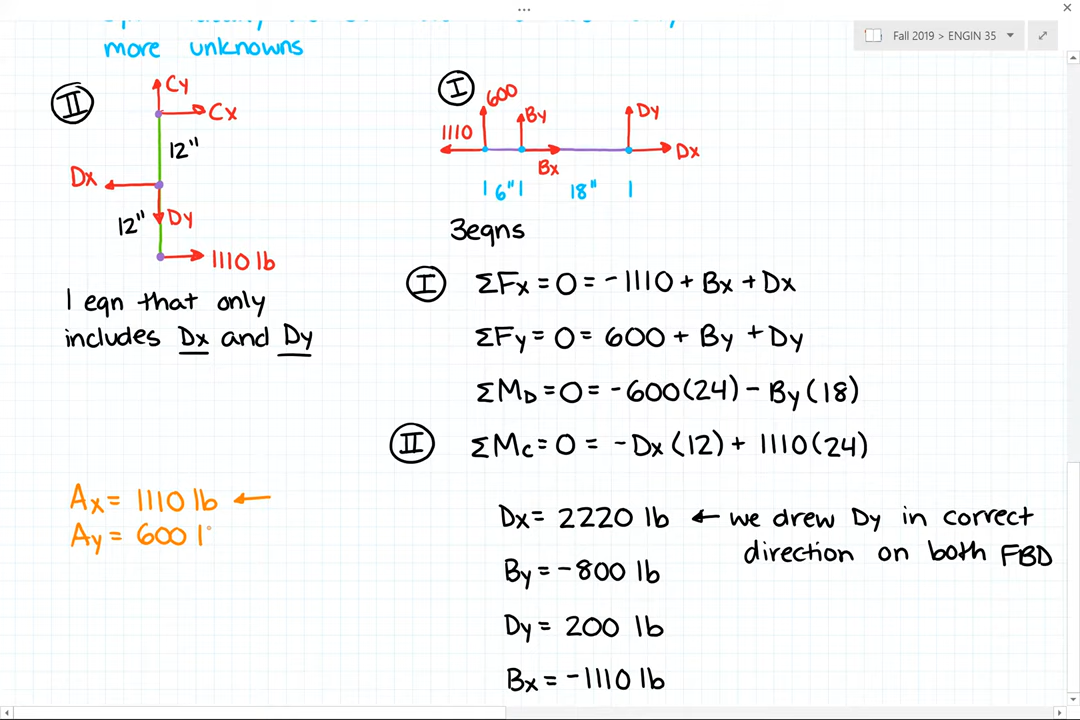 more unknowns
Fall 2019 > ENGIN 35
II
Cy
Cx
12"
Dx
12"
Dy
1110 lb
1 eqn that only
includes Dx and Dy
I
600
1110
By
Dy
Bx
Dx
6"
18"
3eqns
I ΣFx = 0 = -1110 + Bx + Dx
ΣFy = 0 = 600 + By + Dy
ΣMD = 0 = -600(24) - By(18)
II ΣMc = 0 = -Dx(12) + 1110(24)
Ax = 1110 lb ←
Ay = 600 l
Dx = 2220 lb ← we drew Dy in correct
direction on both FBD
By = -800 lb
Dy = 200 lb
Bx = -1110 lb